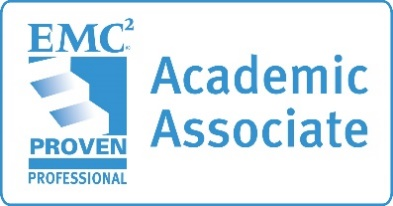 EMC²®
PROVEN
PROFESSIONAL
Academic
Associate